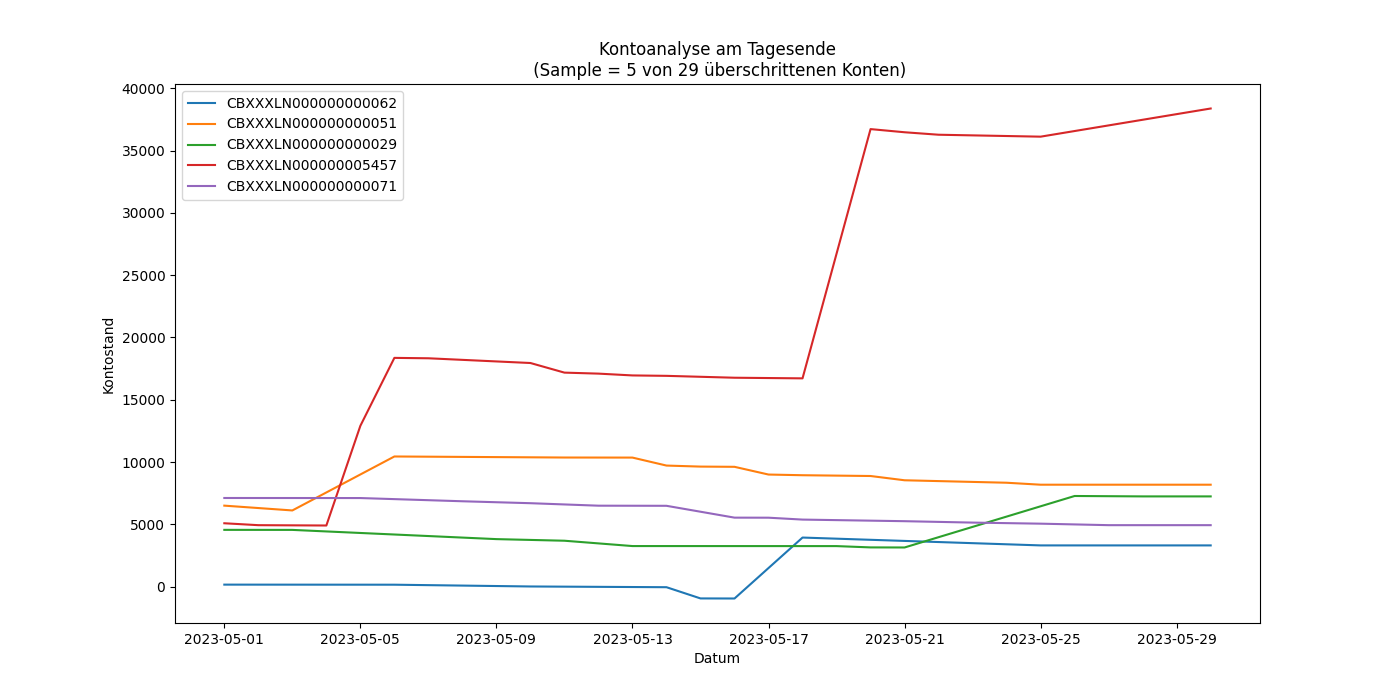 Kontoanalyse am Tagesende
(Sample = 5 von 29 überschrittenen Konten)
40000
35000
30000
25000
20000
15000
10000
5000
0
Kontostand
CBXXXLN000000000062
CBXXXLN000000000051
CBXXXLN000000000029
CBXXXLN000000005457
CBXXXLN000000000071
2023-05-01
2023-05-05
2023-05-09
2023-05-13
2023-05-17
2023-05-21
2023-05-25
2023-05-29
Datum